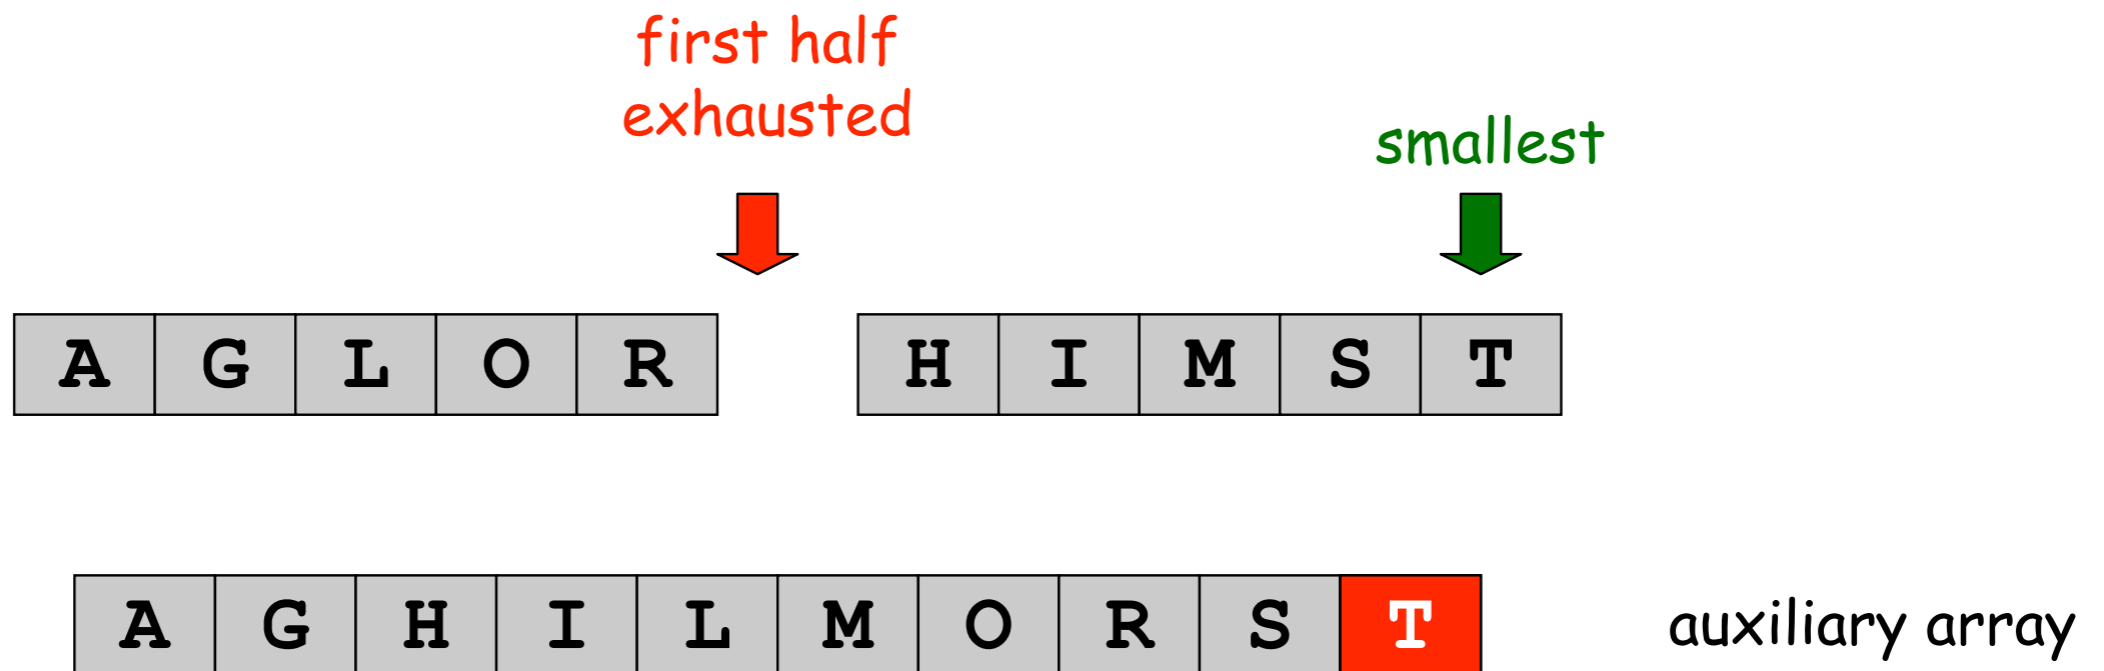 first half
exhausted
smallest
A G L O R H I M S T
A G H I L M O R S T auxiliary array